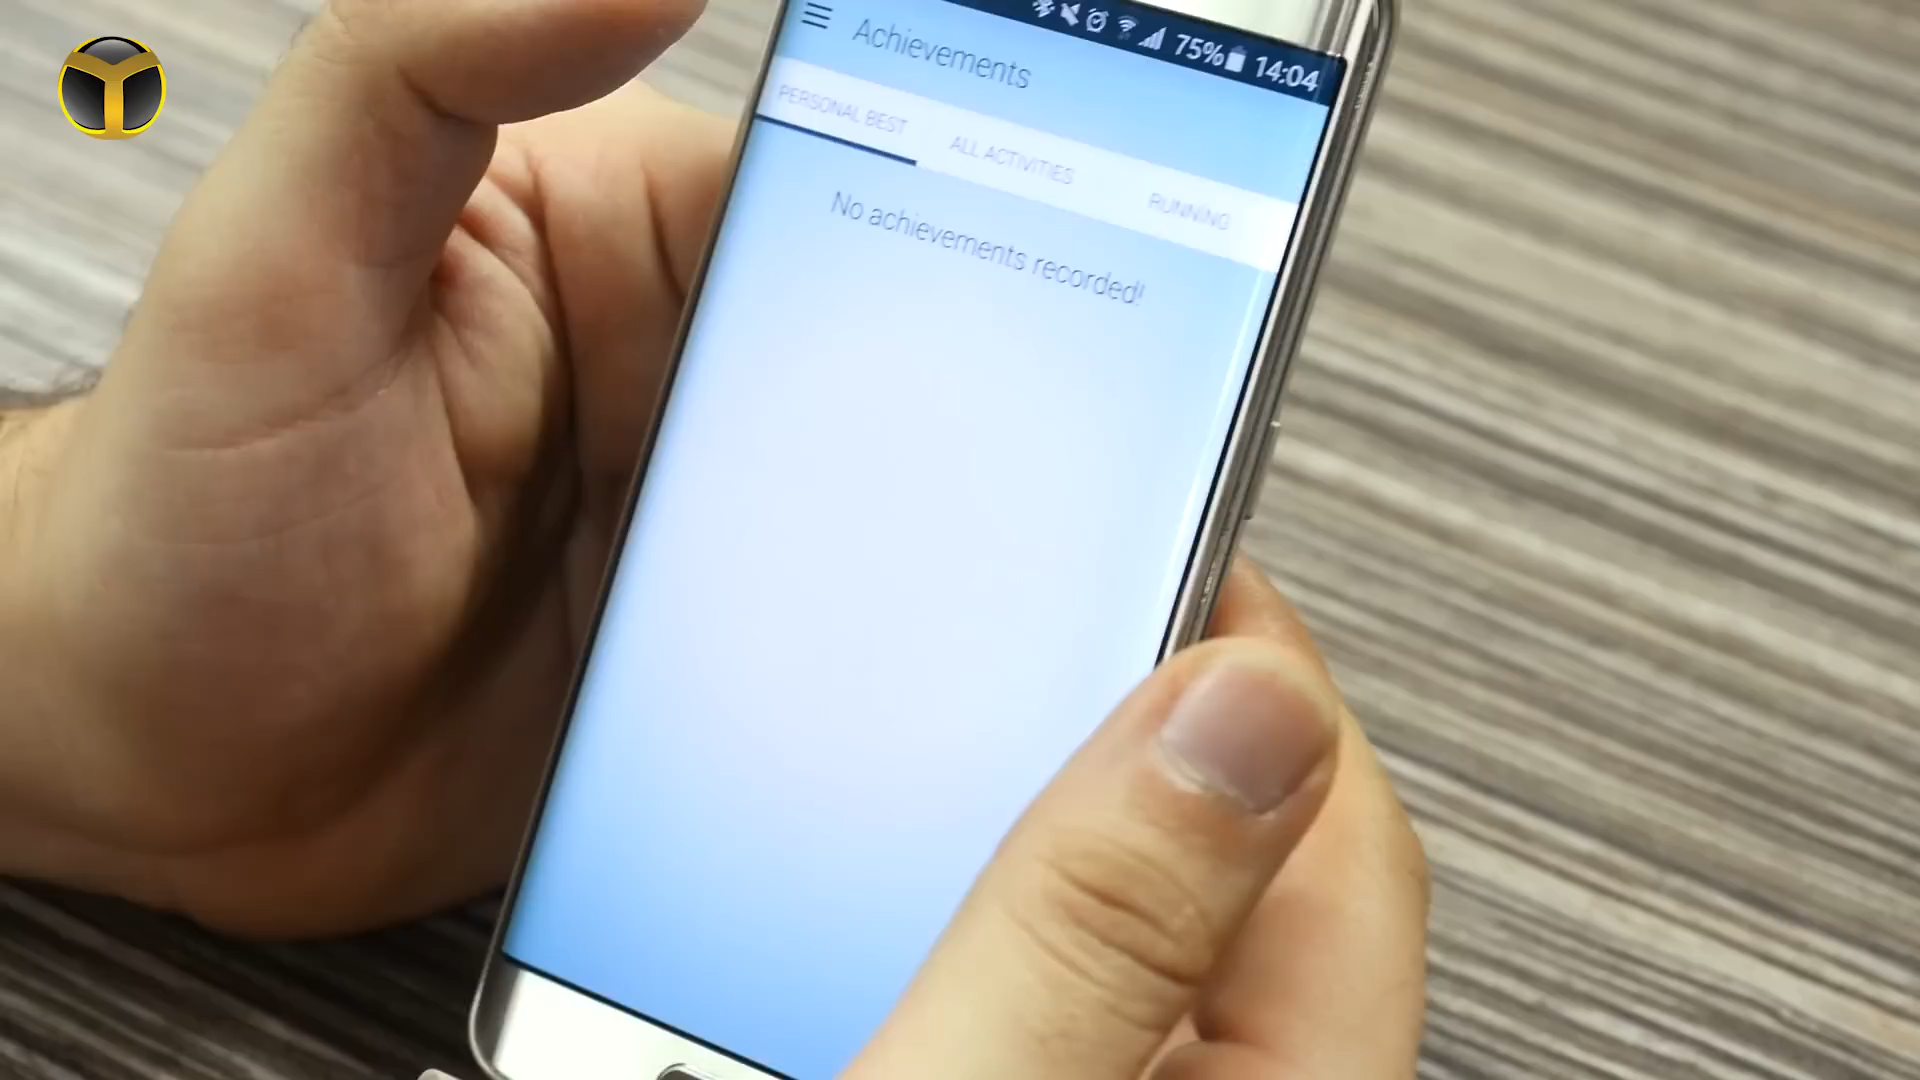 75% 14:04
Achievements
PERSONAL BEST ALL ACTIVITIES RUNNING
No achievements recorded!